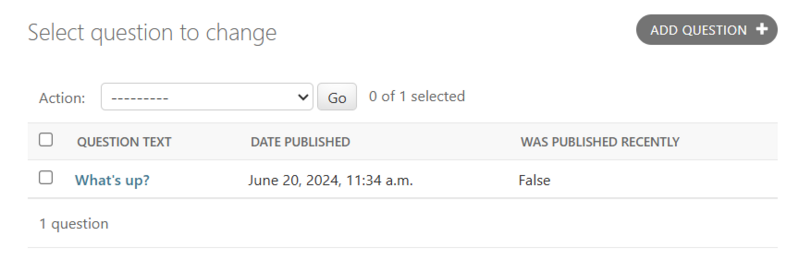 Select question to change
ADD QUESTION +
Action: --------- Go 0 of 1 selected
QUESTION TEXT DATE PUBLISHED WAS PUBLISHED RECENTLY
What's up? June 20, 2024, 11:34 a.m. False
1 question